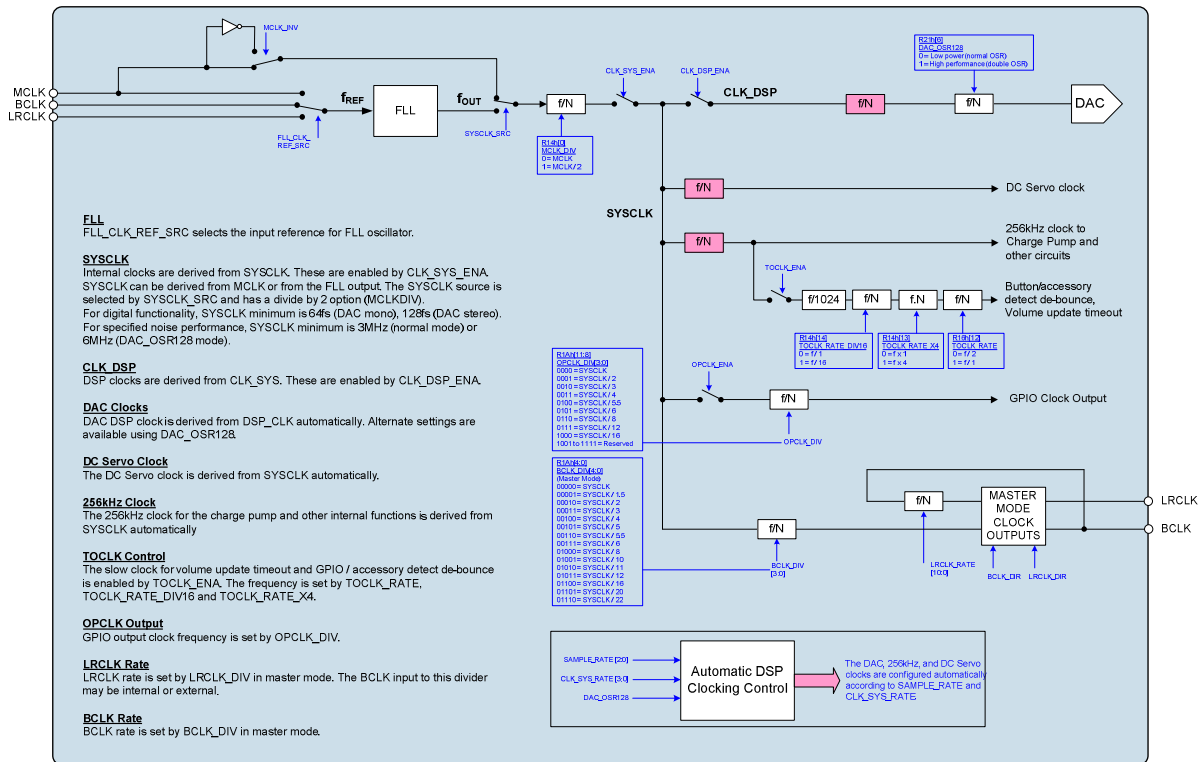 MCLK_INV
MCLK
BCLK
LRCLK
fREF
FLL
fOUT
FLL_CLK_
REF_SRC
SYSCLK_SRC
f/N
R14h[0]
MCLK_DIV
0 = MCLK
1 = MCLK / 2
CLK_SYS_ENA
CLK_DSP_ENA
CLK_DSP
f/N
R21h[6]
DAC_OSR128
0 = Low power (normal OSR)
1 = High performance (double OSR)
f/N
DAC
SYSCLK
f/N
DC Servo clock
f/N
256kHz clock to
Charge Pump and
other circuits
TOCLK_ENA
f/1024
f/N
f.N
f/N
Button/accessory
detect de-bounce,
Volume update timeout
R14h[14]
TOCLK_RATE_DIV16
0 = f / 1
1 = f / 16
R14h[13]
TOCLK_RATE_X4
0 = f x 1
1 = f x 4
R16h[12]
TOCLK_RATE
0 = f / 2
1 = f / 1
R1Ah[11:8]
OPCLK_DIV[3:0]
0000 = SYSCLK
0001 = SYSCLK / 2
0010 = SYSCLK / 3
0011 = SYSCLK / 4
0100 = SYSCLK / 5.5
0101 = SYSCLK / 6
0110 = SYSCLK / 8
0111 = SYSCLK / 12
1000 = SYSCLK / 16
1001 to 1111 = Reserved
OPCLK_ENA
f/N
GPIO Clock Output
OPCLK_DIV
R1Ah[4:0]
BCLK_DIV[4:0]
(Master Mode)
00000 = SYSCLK
00001 = SYSCLK / 1.5
00010 = SYSCLK / 2
00011 = SYSCLK / 3
00100 = SYSCLK / 4
00101 = SYSCLK / 5
00110 = SYSCLK / 5.5
00111 = SYSCLK / 6
01000 = SYSCLK / 8
01001 = SYSCLK / 10
01010 = SYSCLK / 11
01011 = SYSCLK / 12
01100 = SYSCLK / 16
01101 = SYSCLK / 20
01110 = SYSCLK / 22
f/N
BCLK_DIV
[3:0]
f/N
LRCLK_RATE
[10:0]
MASTER
MODE
CLOCK
OUTPUTS
BCLK_DIR
LRCLK_DIR
LRCLK
BCLK
FLL
FLL_CLK_REF_SRC selects the input reference for FLL oscillator.
SYSCLK
Internal clocks are derived from SYSCLK. These are enabled by CLK_SYS_ENA.
SYSCLK can be derived from MCLK or from the FLL output. The SYSCLK source is
selected by SYSCLK_SRC and has a divide by 2 option (MCLKDIV).
For digital functionality, SYSCLK minimum is 64fs (DAC mono), 128fs (DAC stereo).
For specified noise performance, SYSCLK minimum is 3MHz (normal mode) or
6MHz (DAC_OSR128 mode).
CLK_DSP
DSP clocks are derived from CLK_SYS. These are enabled by CLK_DSP_ENA.
DAC Clocks
DAC DSP clock is derived from DSP_CLK automatically. Alternate settings are
available using DAC_OSR128.
DC Servo Clock
The DC Servo clock is derived from SYSCLK automatically.
256kHz Clock
The 256kHz clock for the charge pump and other internal functions is derived from
SYSCLK automatically
TOCLK Control
The slow clock for volume update timeout and GPIO / accessory detect de-bounce
is enabled by TOCLK_ENA. The frequency is set by TOCLK_RATE,
TOCLK_RATE_DIV16 and TOCLK_RATE_X4.
OPCLK Output
GPIO output clock frequency is set by OPCLK_DIV.
LRCLK Rate
LRCLK rate is set by LRCLK_DIV in master mode. The BCLK input to this divider
may be internal or external.
BCLK Rate
BCLK rate is set by BCLK_DIV in master mode.
SAMPLE_RATE [2:0]
CLK_SYS_RATE [3:0]
DAC_OSR128
Automatic DSP
Clocking Control
The DAC, 256kHz, and DC Servo
clocks are configured automatically
according to SAMPLE_RATE and
CLK_SYS_RATE.